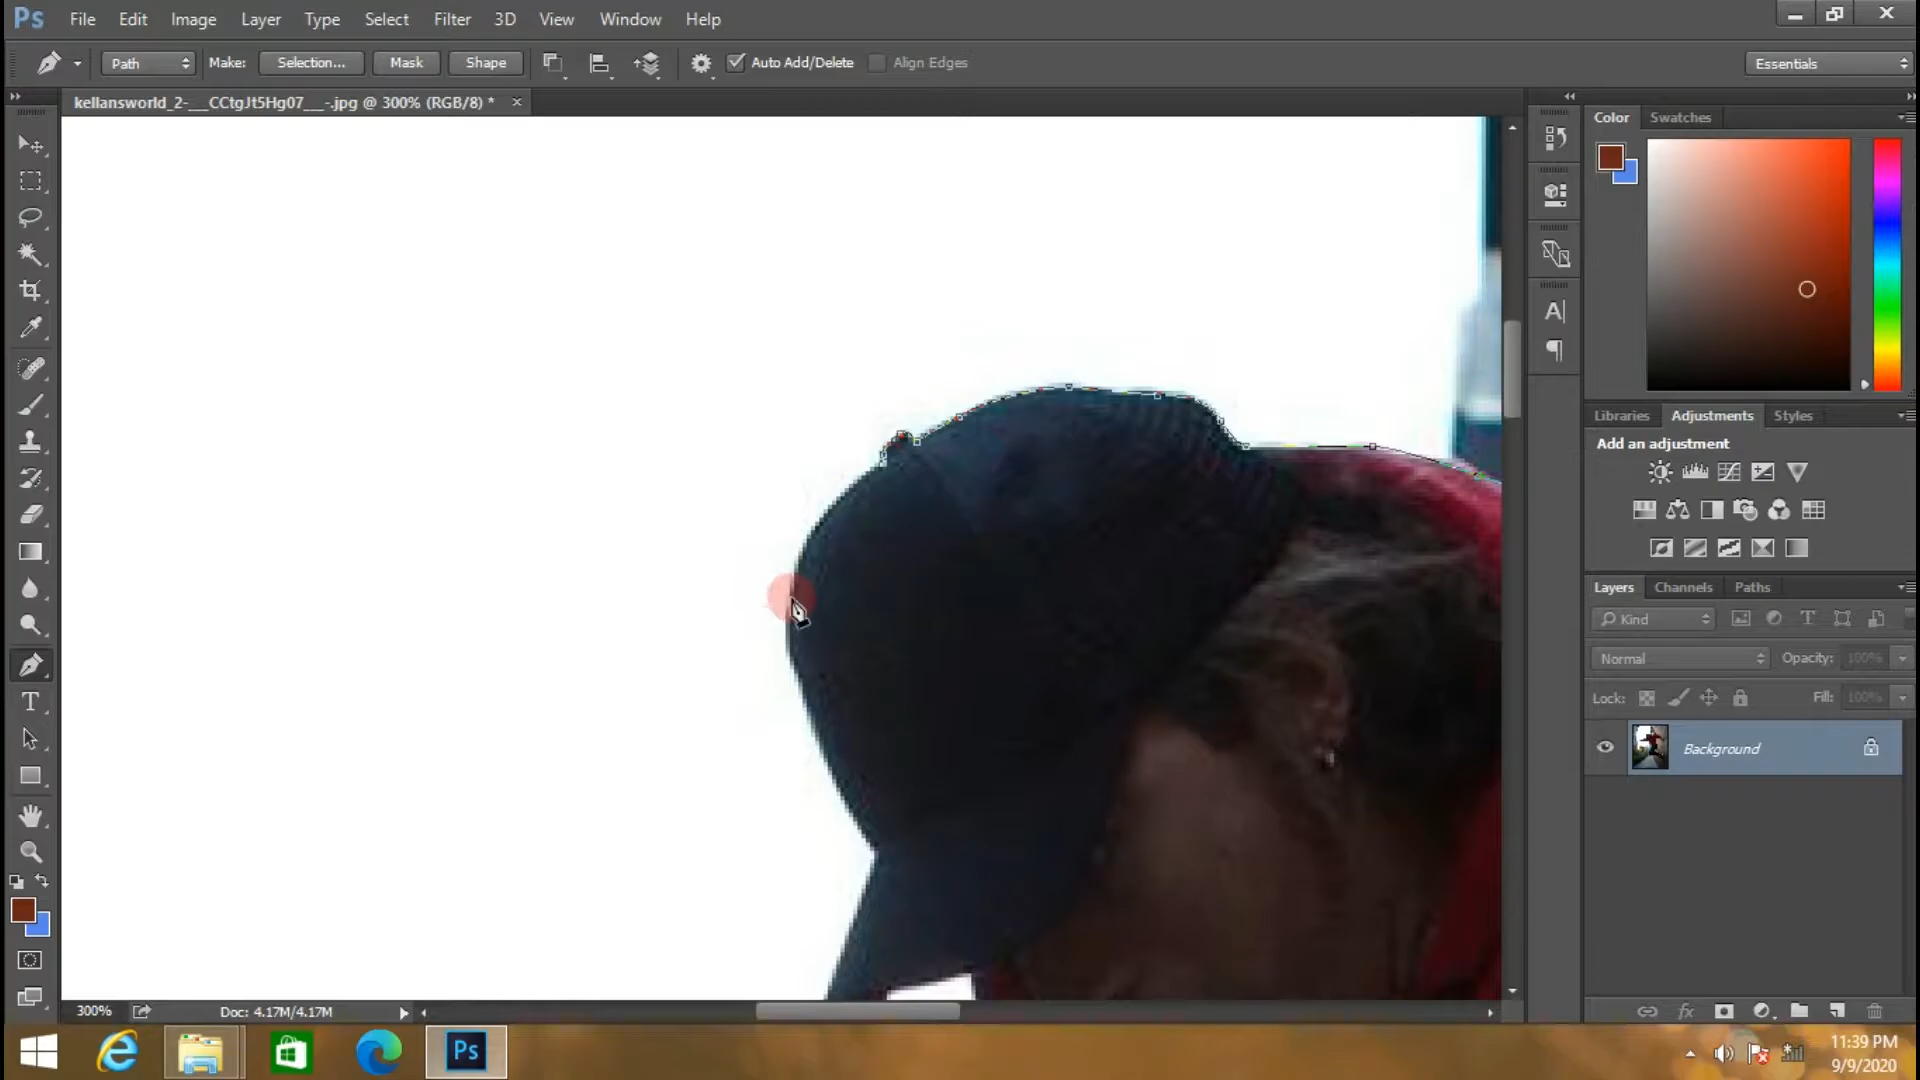 Ps File Edit Image Layer Type Select Filter 3D View Window Help
Path Make: Selection... Mask Shape Auto Add/Delete Align Edges Essentials
kellansworld_2-___CCtgJt5Hg07___-.jpg @ 300% (RGB/8) * ×
Color Swatches
A|
Libraries Adjustments Styles
Add an adjustment
Layers Channels Paths
Kind
T
Normal Opacity: 100%
Lock: Fill: 100%
T
Background
300% Doc: 4.17M/4.17M
fx
Ps
11:39 PM
9/9/2020